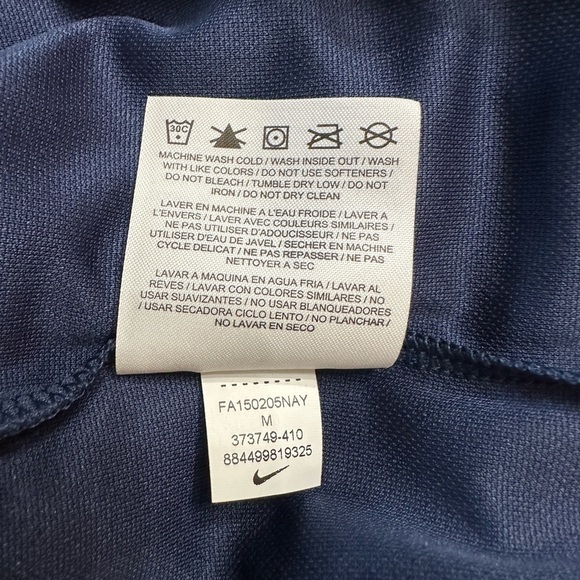 30C
MACHINE WASH COLD / WASH INSIDE OUT / WASH
WITH LIKE COLORS / DO NOT USE SOFTENERS /
DO NOT BLEACH / TUMBLE DRY LOW / DO NOT
IRON / DO NOT DRY CLEAN
LAVER EN MACHINE A L'EAU FROIDE / LAVER A
L'ENVERS / LAVER AVEC COULEURS SIMILAIRES /
NE PAS UTILISER D'ADOUCISSEUR / NE PAS
UTILISER D'EAU DE JAVEL / SECHER EN MACHINE
CYCLE DELICAT / NE PAS REPASSER / NE PAS
NETTOYER A SEC
LAVAR A MAQUINA EN AGUA FRIA / LAVAR AL
REVES / LAVAR CON COLORES SIMILARES / NO
USAR SUAVIZANTES / NO USAR BLANQUEADORES
/ USAR SECADORA CICLO LENTO / NO PLANCHAR /
NO LAVAR EN SECO
FA150205NAY
M
373749-410
884499819325